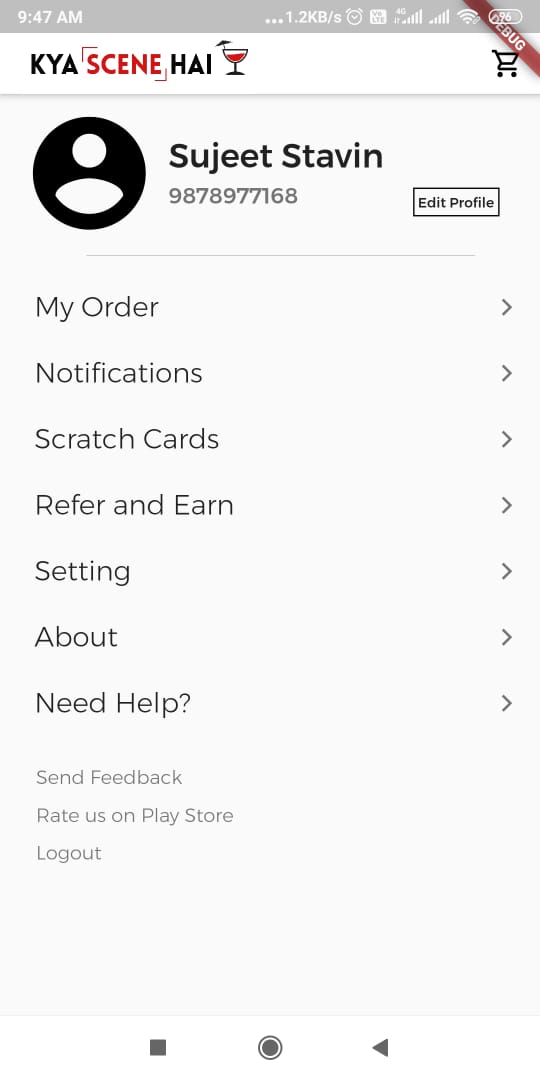 9:47 AM
...1.2KB/s
4G
96
DEBUG
KYA SCENE HAI
Sujeet Stavin
9878977168
Edit Profile
My Order
Notifications
Scratch Cards
Refer and Earn
Setting
About
Need Help?
Send Feedback
Rate us on Play Store
Logout